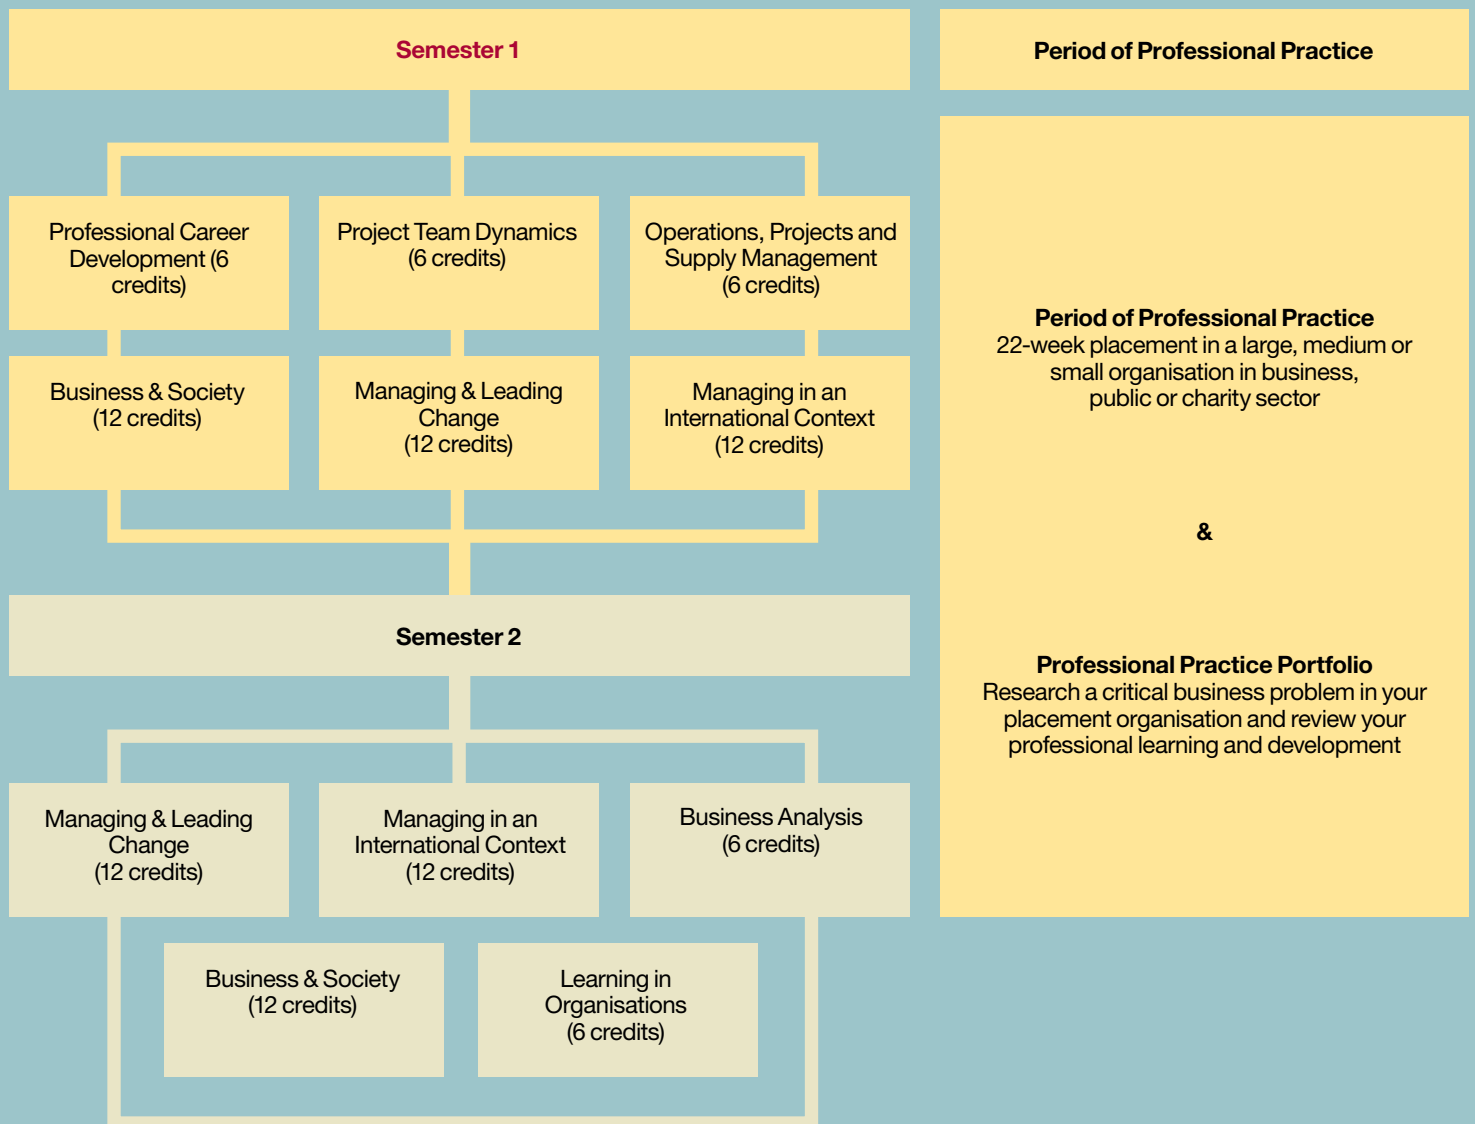 Semester 1
Professional Career
Development (6
credits)
Project Team Dynamics
(6 credits)
Operations, Projects and
Supply Management
(6 credits)
Business & Society
(12 credits)
Managing & Leading
Change
(12 credits)
Managing in an
International Context
(12 credits)
Semester 2
Managing & Leading
Change
(12 credits)
Managing in an
International Context
(12 credits)
Business Analysis
(6 credits)
Business & Society
(12 credits)
Learning in
Organisations
(6 credits)
Period of Professional Practice
Period of Professional Practice
22-week placement in a large, medium or
small organisation in business,
public or charity sector
&
Professional Practice Portfolio
Research a critical business problem in your
placement organisation and review your
professional learning and development